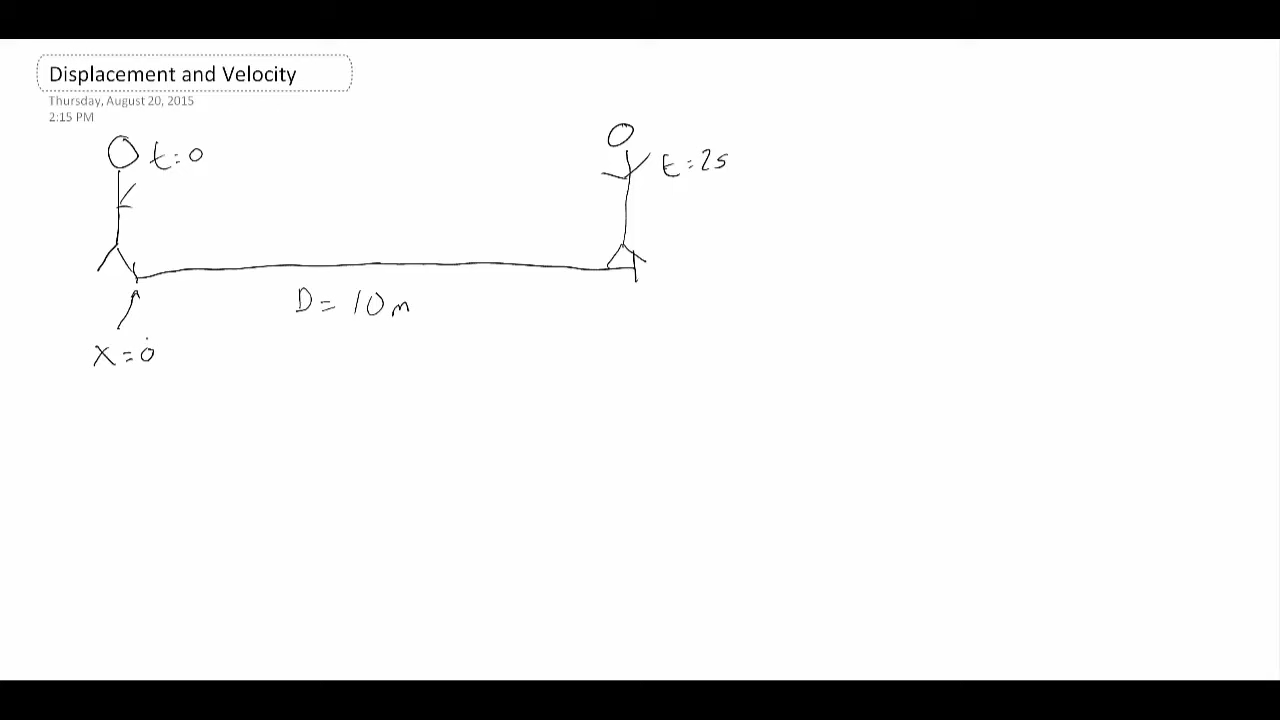 Displacement and Velocity
Thursday, August 20, 2015
2:15 PM
t=0
t=2s
D = 10m
x=0